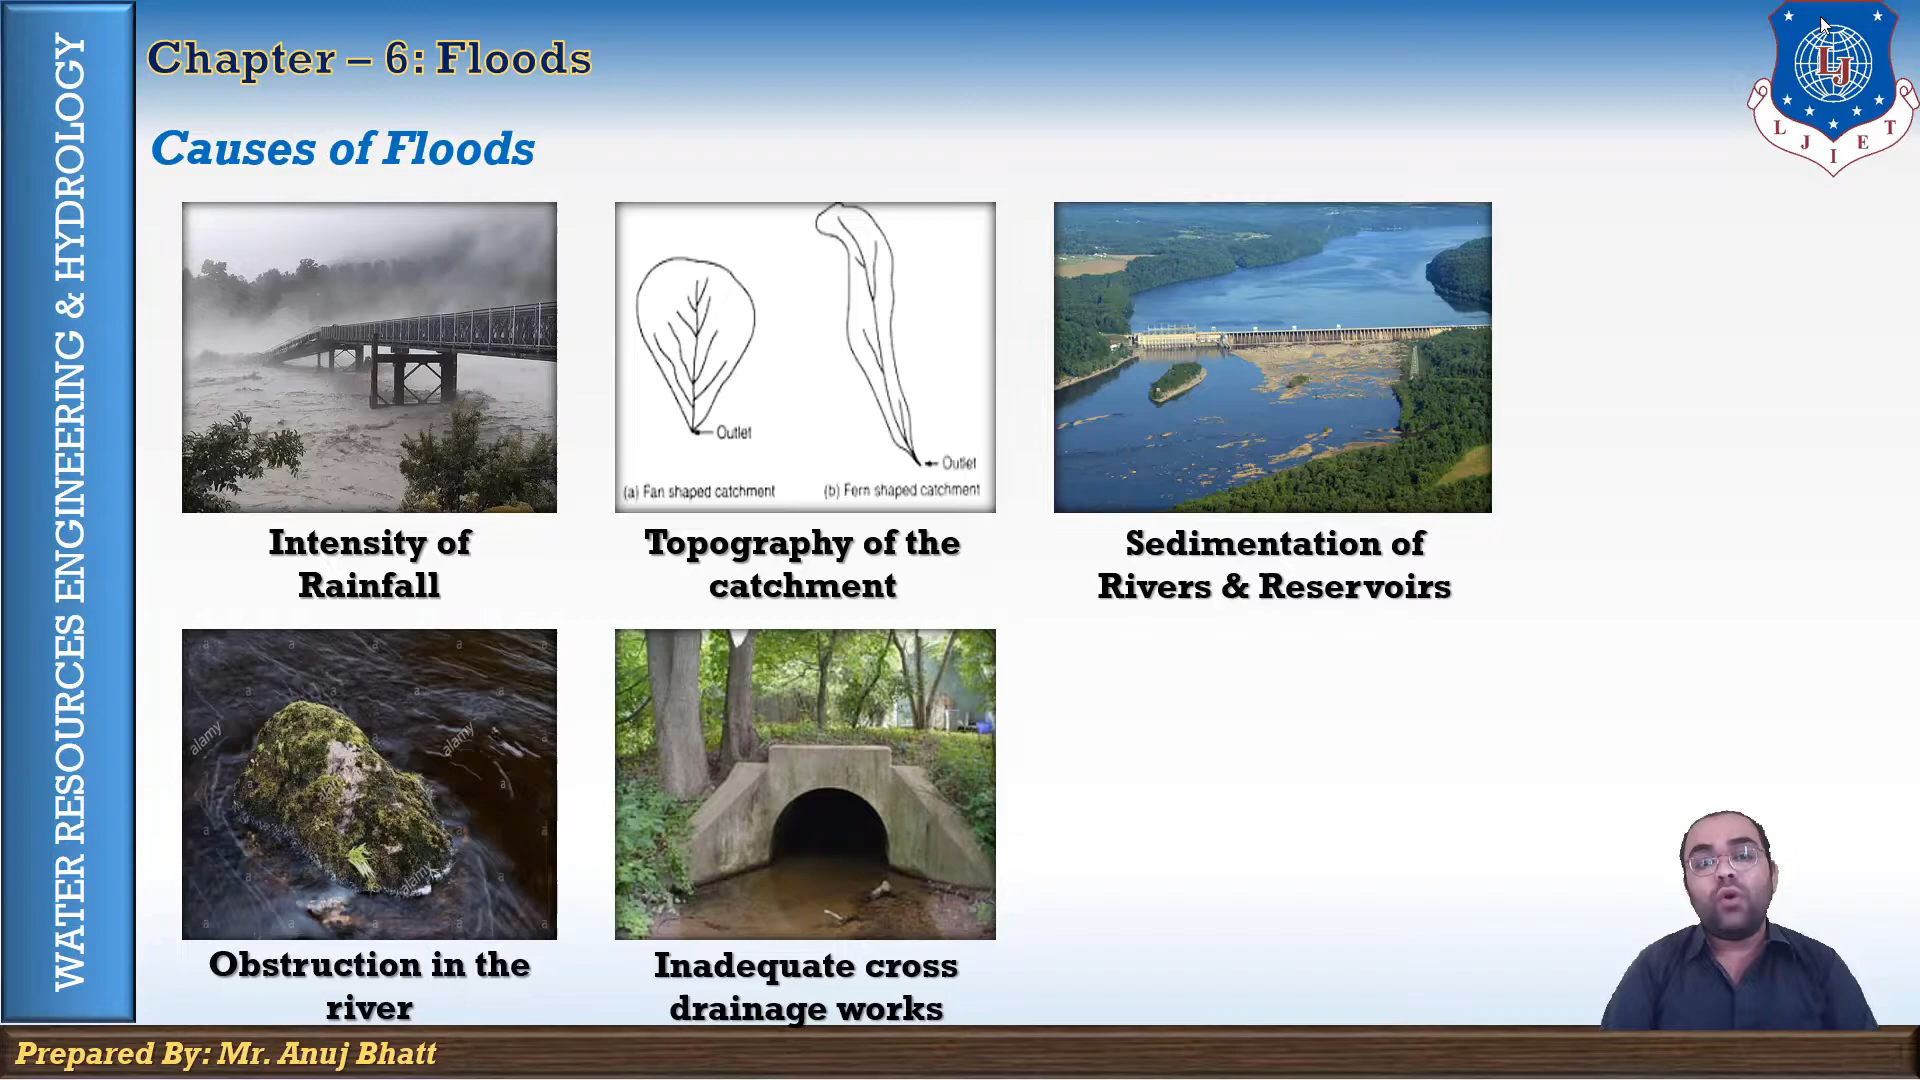 WATER RESOURCES ENGINEERING & HYDROLOGY
Chapter – 6: Floods
Causes of Floods
LJ
L J I E T
Outlet
Outlet
(a) Fan shaped catchment
(b) Fern shaped catchment
Intensity of
Rainfall
Topography of the
catchment
Sedimentation of
Rivers & Reservoirs
alamy
alamy
alamy
Obstruction in the
river
Inadequate cross
drainage works
Prepared By: Mr. Anuj Bhatt